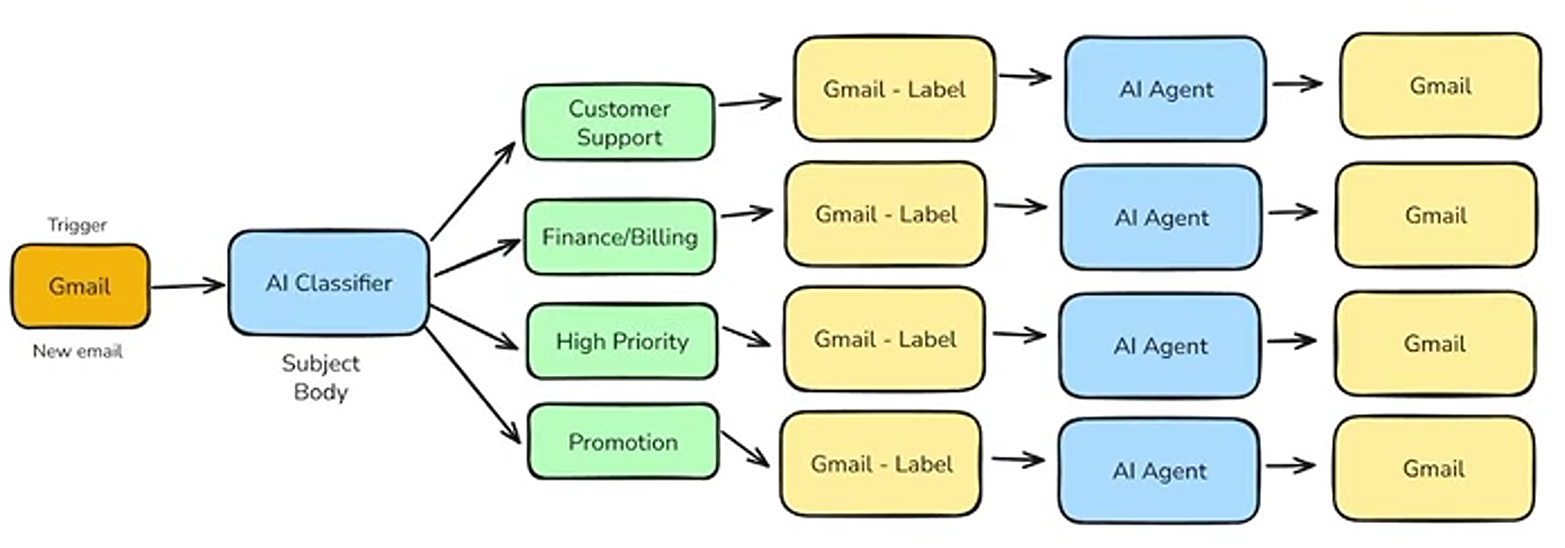 Trigger
Gmail
New email
AI Classifier
Subject
Body
Customer
Support
Gmail - Label
AI Agent
Gmail
Finance/Billing
Gmail - Label
AI Agent
Gmail
High Priority
Gmail - Label
AI Agent
Gmail
Promotion
Gmail - Label
AI Agent
Gmail